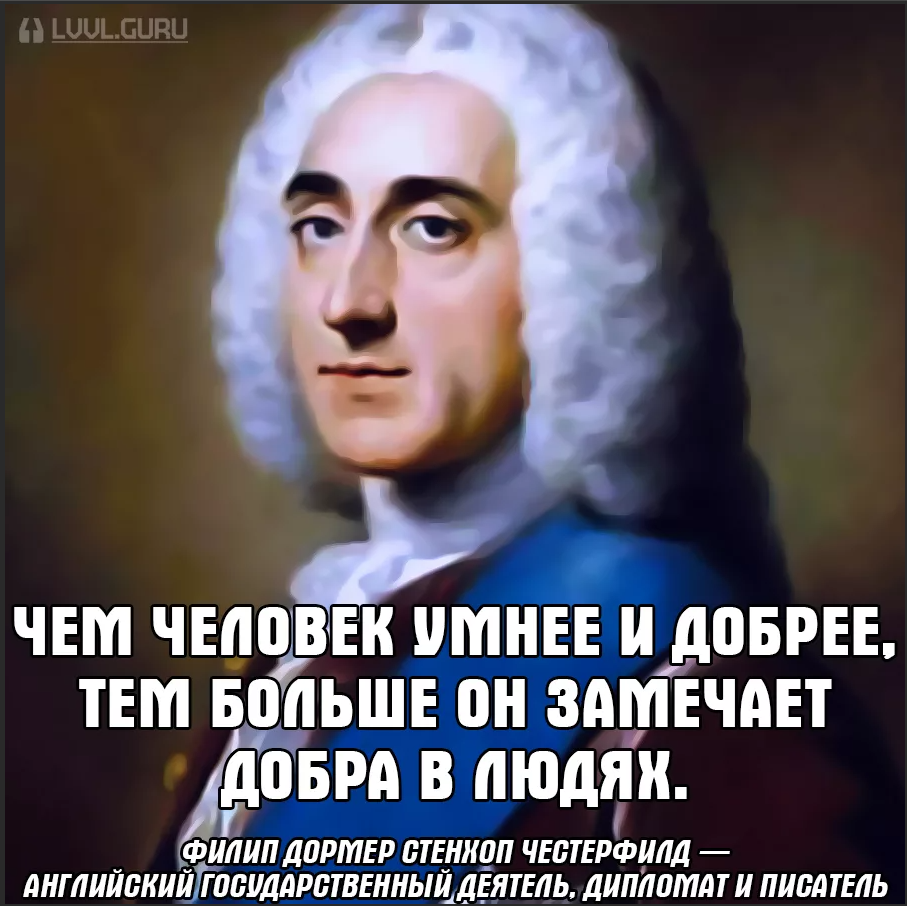 LVVL.GURU
ЧЕМ ЧЕЛОВЕК УМНЕЕ И ДОБРЕЕ,
ТЕМ БОЛЬШЕ ОН ЗАМЕЧАЕТ
ДОБРА В ЛЮДЯХ.
ФИЛИП ДОРМЕР СТЕНХОП ЧЕСТЕРФИЛД —
АНГЛИЙСКИЙ ГОСУДАРСТВЕННЫЙ ДЕЯТЕЛЬ, ДИПЛОМАТ И ПИСАТЕЛЬ